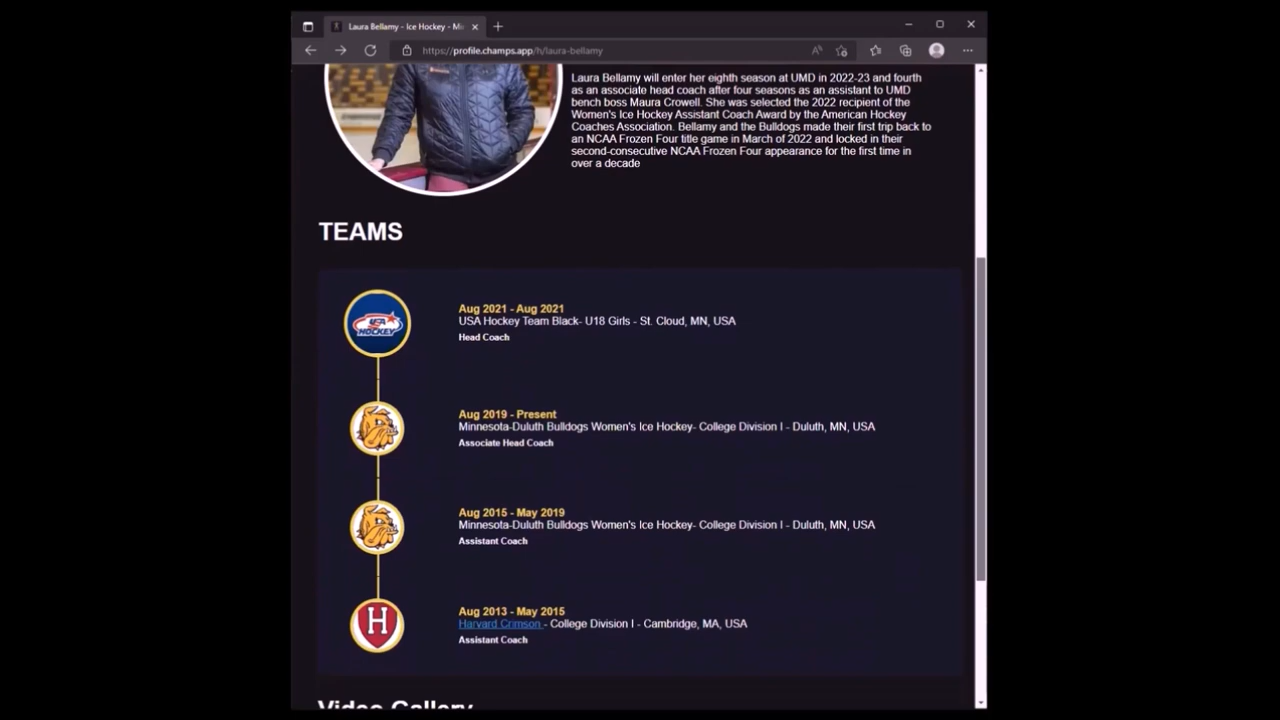 Laura Bellamy - Ice Hockey - Mo
https://profile.champs.app/h/laura-bellamy
Laura Bellamy will enter her eighth season at UMD in 2022-23 and fourth
as an associate head coach after four seasons as an assistant to UMD
bench boss Maura Crowell. She was selected the 2022 recipient of the
Women's Ice Hockey Assistant Coach Award by the American Hockey
Coaches Association. Bellamy and the Bulldogs made their first trip back to
an NCAA Frozen Four title game in March of 2022 and locked in their
second-consecutive NCAA Frozen Four appearance for the first time in
over a decade
TEAMS
USA
HOCKEY
Aug 2021 - Aug 2021
USA Hockey Team Black- U18 Girls - St. Cloud, MN, USA
Head Coach
Aug 2019 - Present
Minnesota-Duluth Bulldogs Women's Ice Hockey- College Division I - Duluth, MN, USA
Associate Head Coach
Aug 2015 - May 2019
Minnesota-Duluth Bulldogs Women's Ice Hockey- College Division I - Duluth, MN, USA
Assistant Coach
H
Aug 2013 - May 2015
Harvard Crimson - College Division I - Cambridge, MA, USA
Assistant Coach
Video Gallery